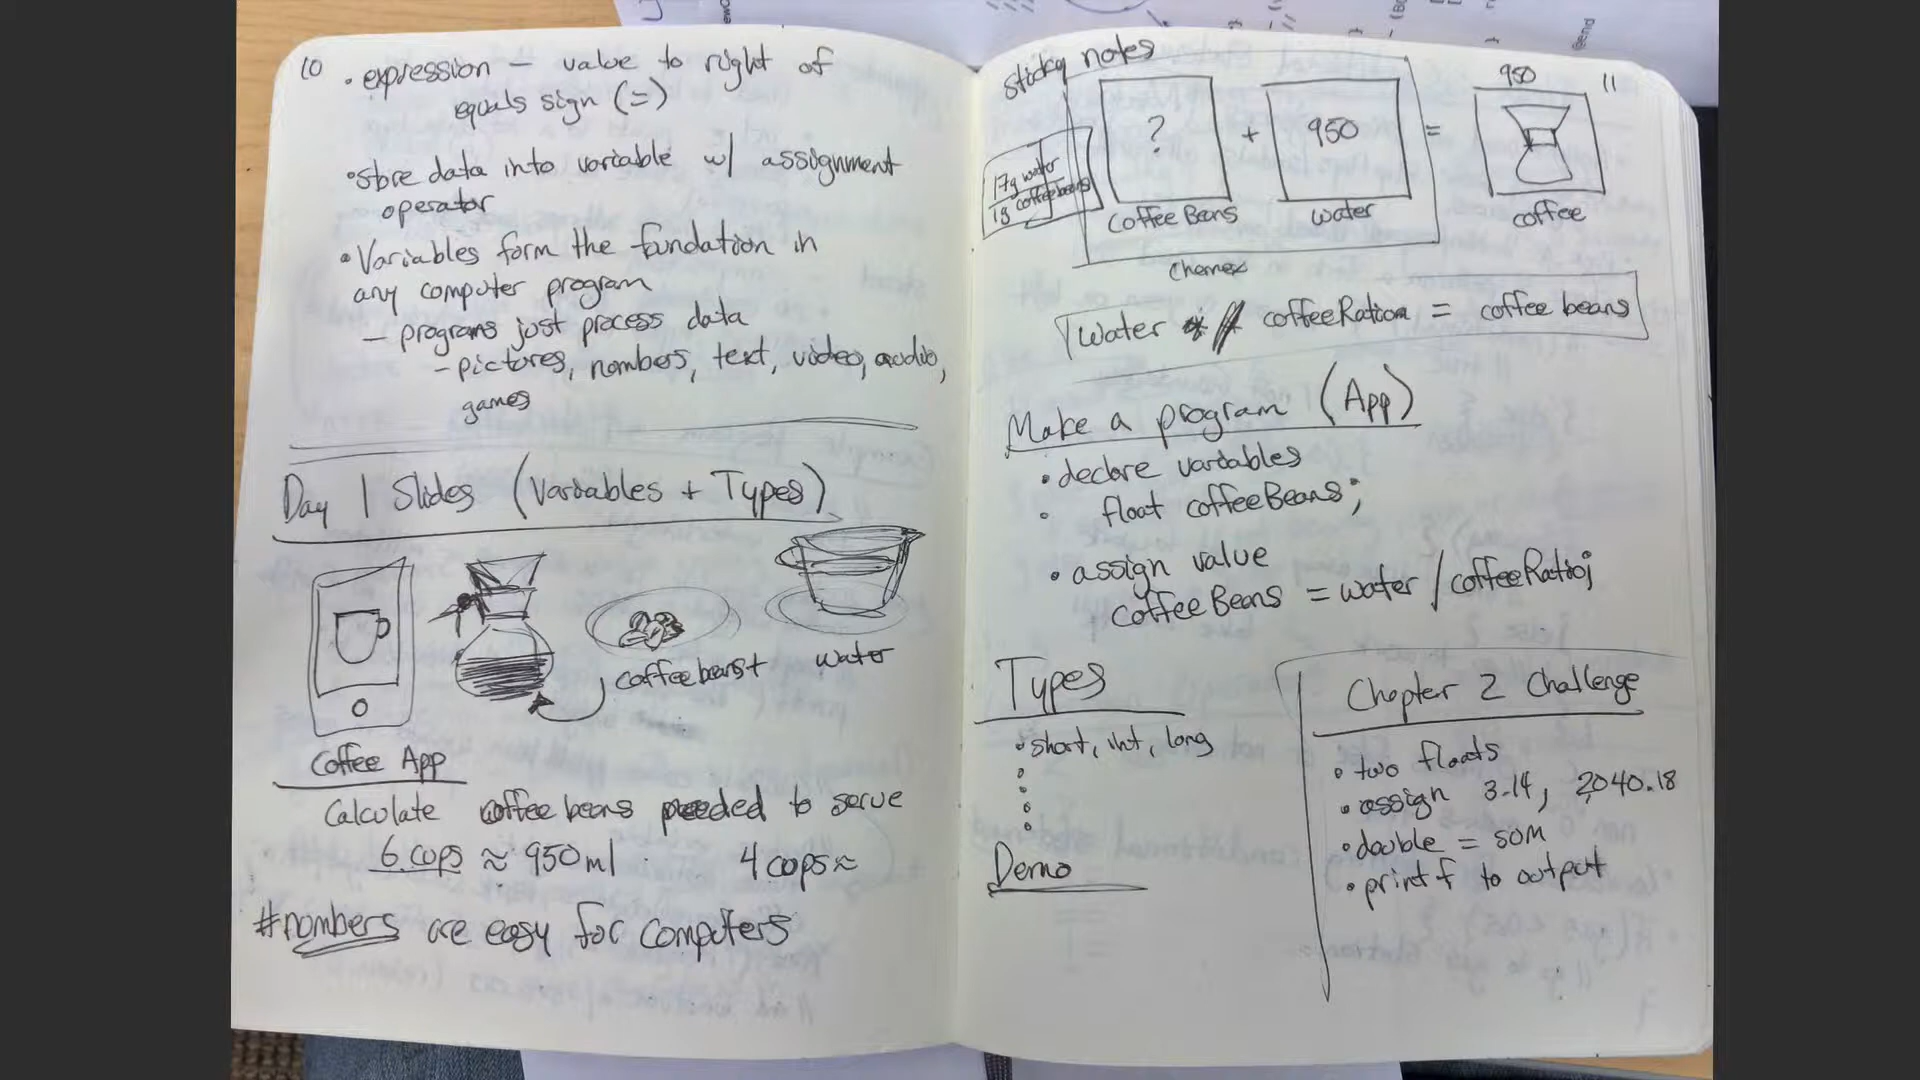 10
• expression – value to right of
equals sign (=)
• store data into variable w/ assignment
operator
• Variables form the foundation in
any computer program
– programs just process data
– pictures, numbers, text, video, audio,
games
Day 1 Slides (Variables + Types)
coffee beans +
water
Coffee App
Calculate coffee beans needed to serve
6 cups ≈ 950 ml
4 cups ≈
#numbers are easy for computers
11
sticky notes
17g water
1g coffee beans
?
+
950
=
950
coffee Beans
water
coffee
Chemex
Water / coffeeRatio = coffee beans
Make a program (App)
• declare variables
• float coffeeBeans;
• assign value
coffeeBeans = water / coffeeRatio;
Types
• short, int, long
Demo
Chapter 2 Challenge
• two floats
• assign 3.14, 2040.18
• double = sum
• printf to output